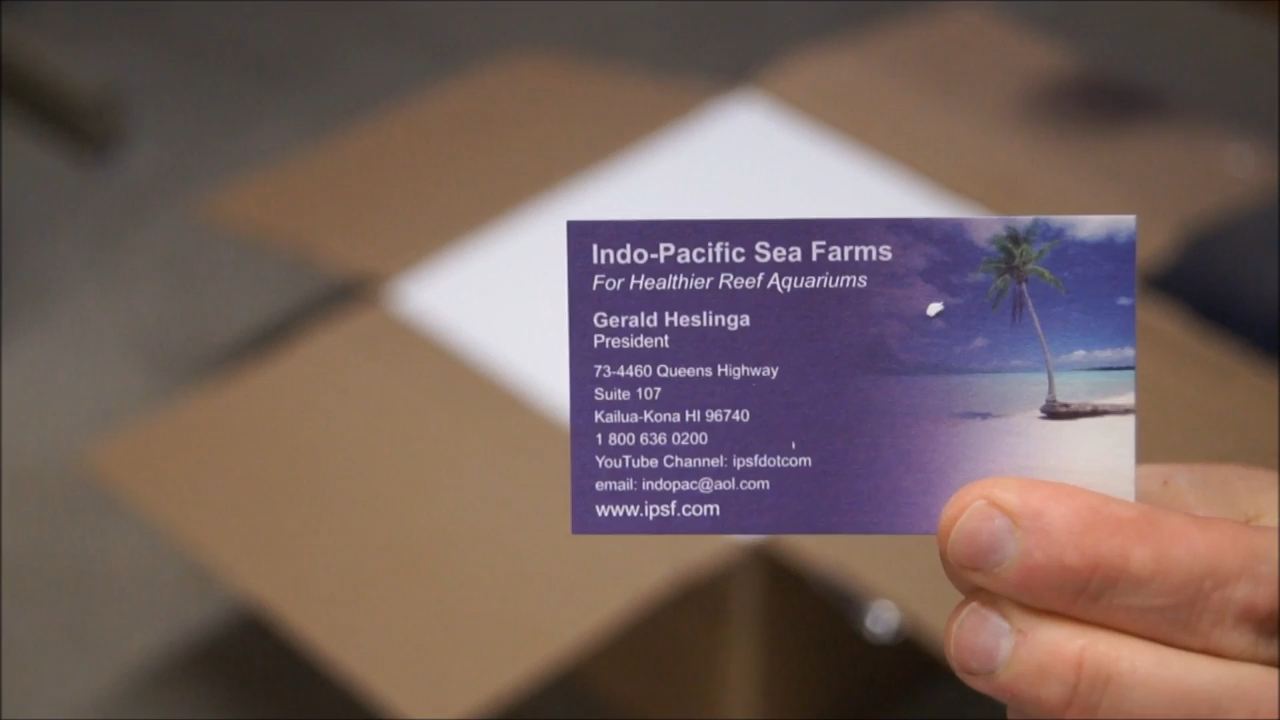 Indo-Pacific Sea Farms
For Healthier Reef Aquariums
Gerald Heslinga
President
73-4460 Queens Highway
Suite 107
Kailua-Kona HI 96740
1 800 636 0200
YouTube Channel: ipsfdotcom
email: indopac@aol.com
www.ipsf.com